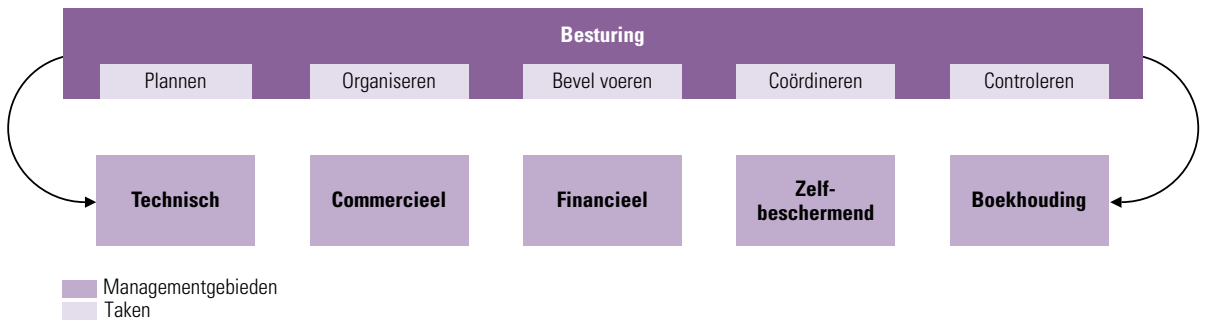 Besturing
Plannen
Organiseren
Bevel voeren
Coördineren
Controleren
Technisch
Commercieel
Financieel
Zelf-
beschermend
Boekhouding
Managementgebieden
Taken